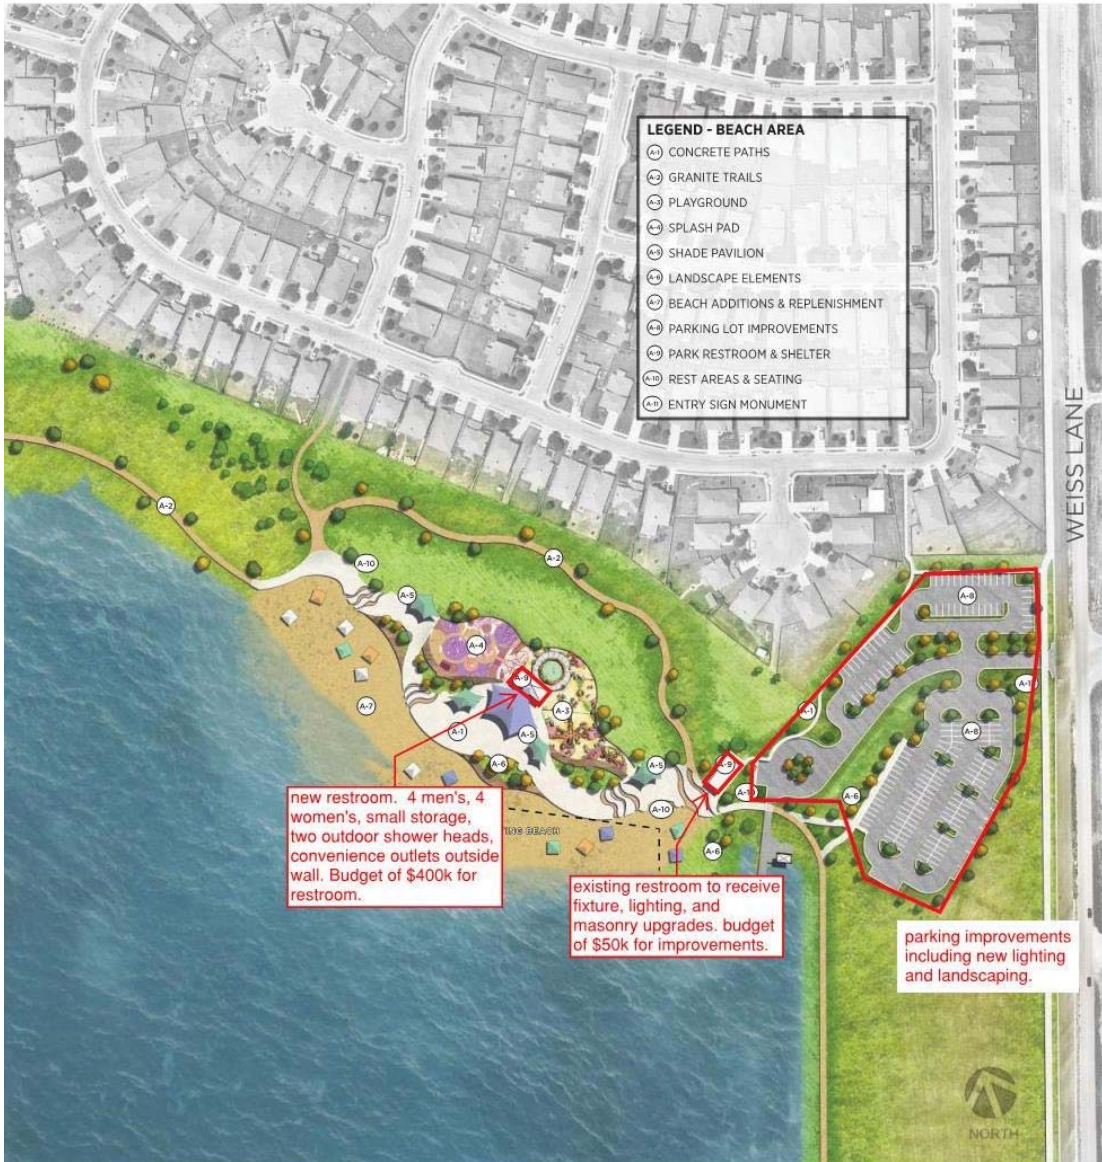 LEGEND - BEACH AREA
A-1 CONCRETE PATHS
A-2 GRANITE TRAILS
A-3 PLAYGROUND
A-4 SPLASH PAD
A-5 SHADE PAVILION
A-6 LANDSCAPE ELEMENTS
A-7 BEACH ADDITIONS & REPLENISHMENT
A-8 PARKING LOT IMPROVEMENTS
A-9 PARK RESTROOM & SHELTER
A-10 REST AREAS & SEATING
A-11 ENTRY SIGN MONUMENT
WEISS LANE
A-2
A-2
A-10
A-5
A-8
A-4
A-9
A-1
A-3
A-7
A-1
A-5
A-8
A-6
A-5
A-9
A-6
A-10
A-6
new restroom. 4 men's, 4
women's, small storage,
two outdoor shower heads,
convenience outlets outside
wall. Budget of $400k for
restroom.
BEACH
existing restroom to receive
fixture, lighting, and
masonry upgrades. budget
of $50k for improvements.
parking improvements
including new lighting
and landscaping.
NORTH